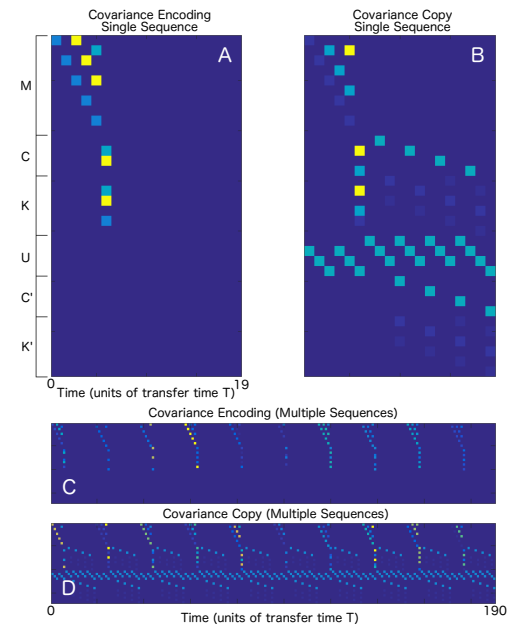 Covariance Encoding
Single Sequence
Covariance Copy
Single Sequence
A
B
M
C
K
U
C'
K'
0
19
Time (units of transfer time T)
Covariance Encoding (Multiple Sequences)
C
Covariance Copy (Multiple Sequences)
D
0
190
Time (units of transfer time T)